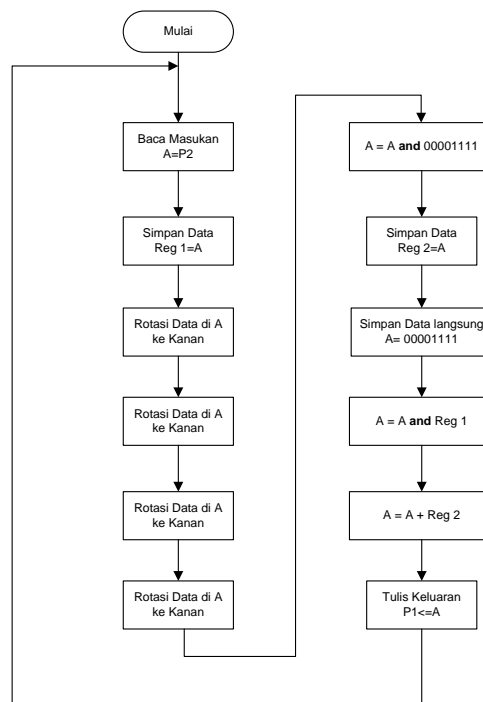 Mulai
Baca Masukan
A=P2
Simpan Data
Reg 1=A
Rotasi Data di A
ke Kanan
Rotasi Data di A
ke Kanan
Rotasi Data di A
ke Kanan
Rotasi Data di A
ke Kanan
A = A and 00001111
Simpan Data
Reg 2=A
Simpan Data langsung
A= 00001111
A = A and Reg 1
A = A + Reg 2
Tulis Keluaran
P1<=A